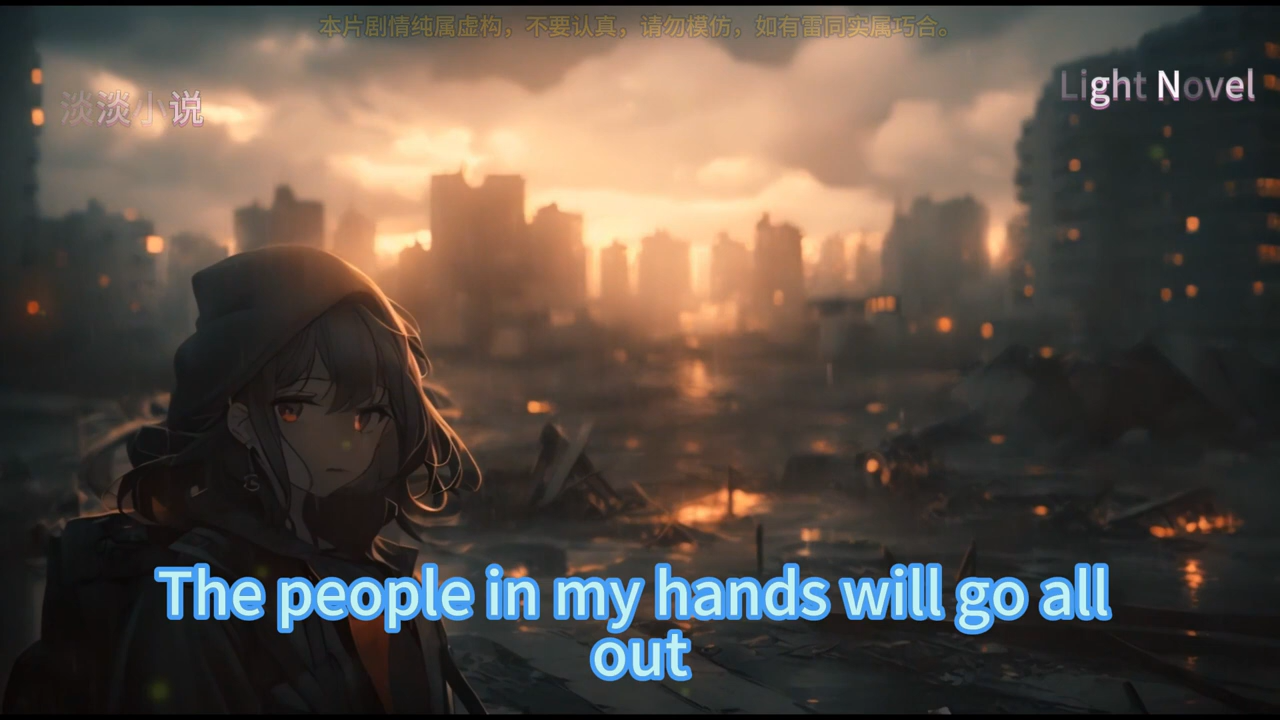 本片剧情纯属虚构，不要认真，请勿模仿，如有雷同实属巧合。
淡淡小说
Light Novel
The people in my hands will go all
out